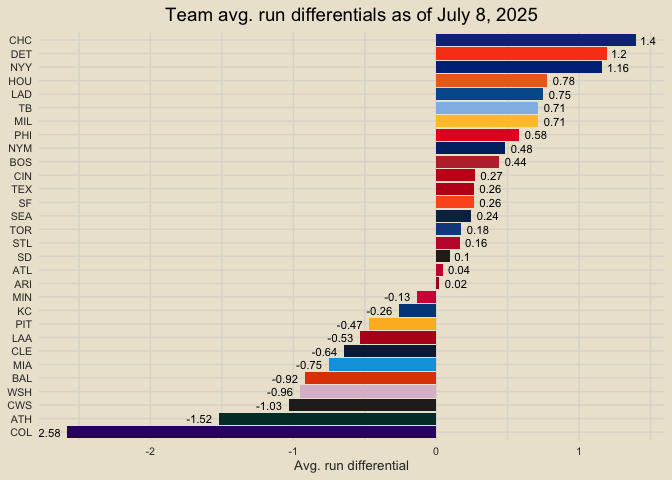 Team avg. run differentials as of July 8, 2025
CHC 1.4
DET 1.2
NYY 1.16
HOU 0.78
LAD 0.75
TB 0.71
MIL 0.71
PHI 0.58
NYM 0.48
BOS 0.44
CIN 0.27
TEX 0.26
SF 0.26
SEA 0.24
TOR 0.18
STL 0.16
SD 0.1
ATL 0.04
ARI 0.02
MIN -0.13
KC -0.26
PIT -0.47
LAA -0.53
CLE -0.64
MIA -0.75
BAL -0.92
WSH -0.96
CWS -1.03
ATH -1.52
COL 2.58
-2 -1 0 1
Avg. run differential